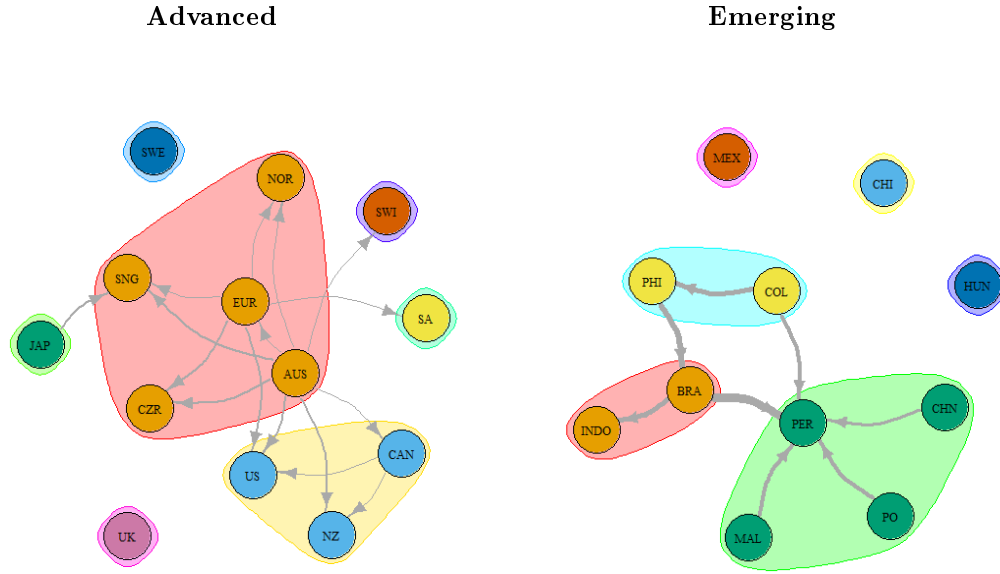 Advanced
Emerging
SWE
NOR
SWI
SNG
EUR
SA
JAP
AUS
CZR
CAN
US
NZ
UK
MEX
CHI
PHI
COL
HUN
BRA
INDO
PER
CHN
PO
MAL